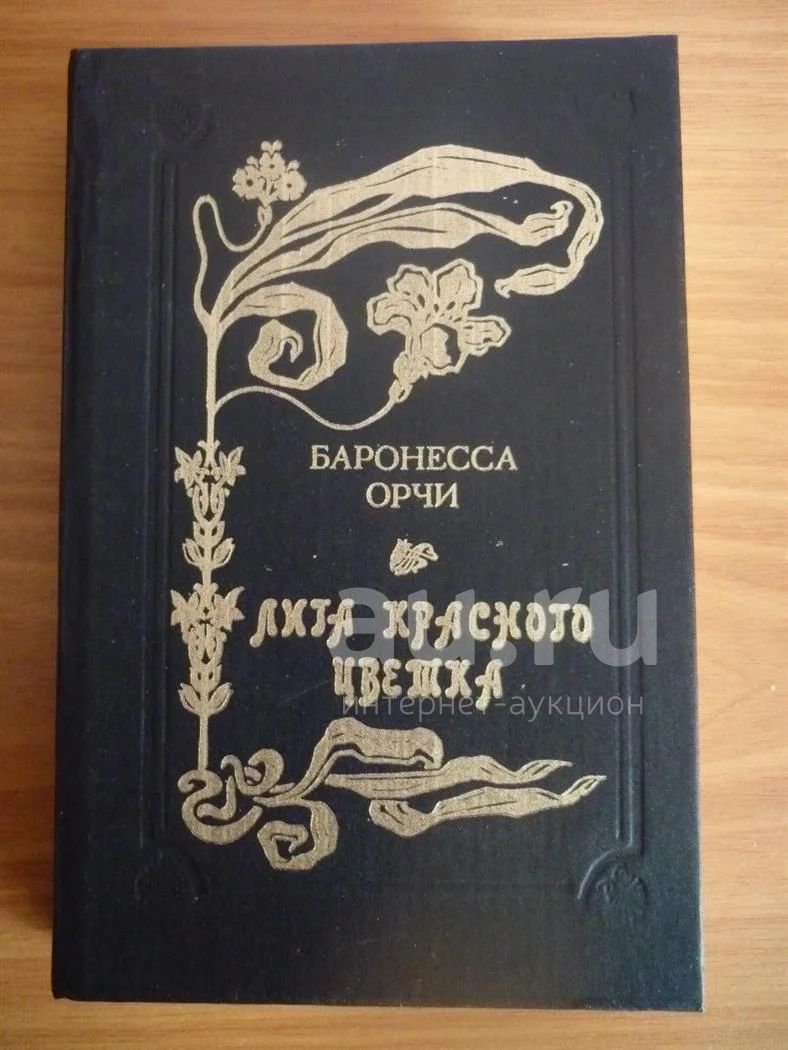 БАРОНЕССА
ОРЧИ
ЛИГА КРАСНОГО
ЦВЕТКА
au.ru
интернет-аукцион